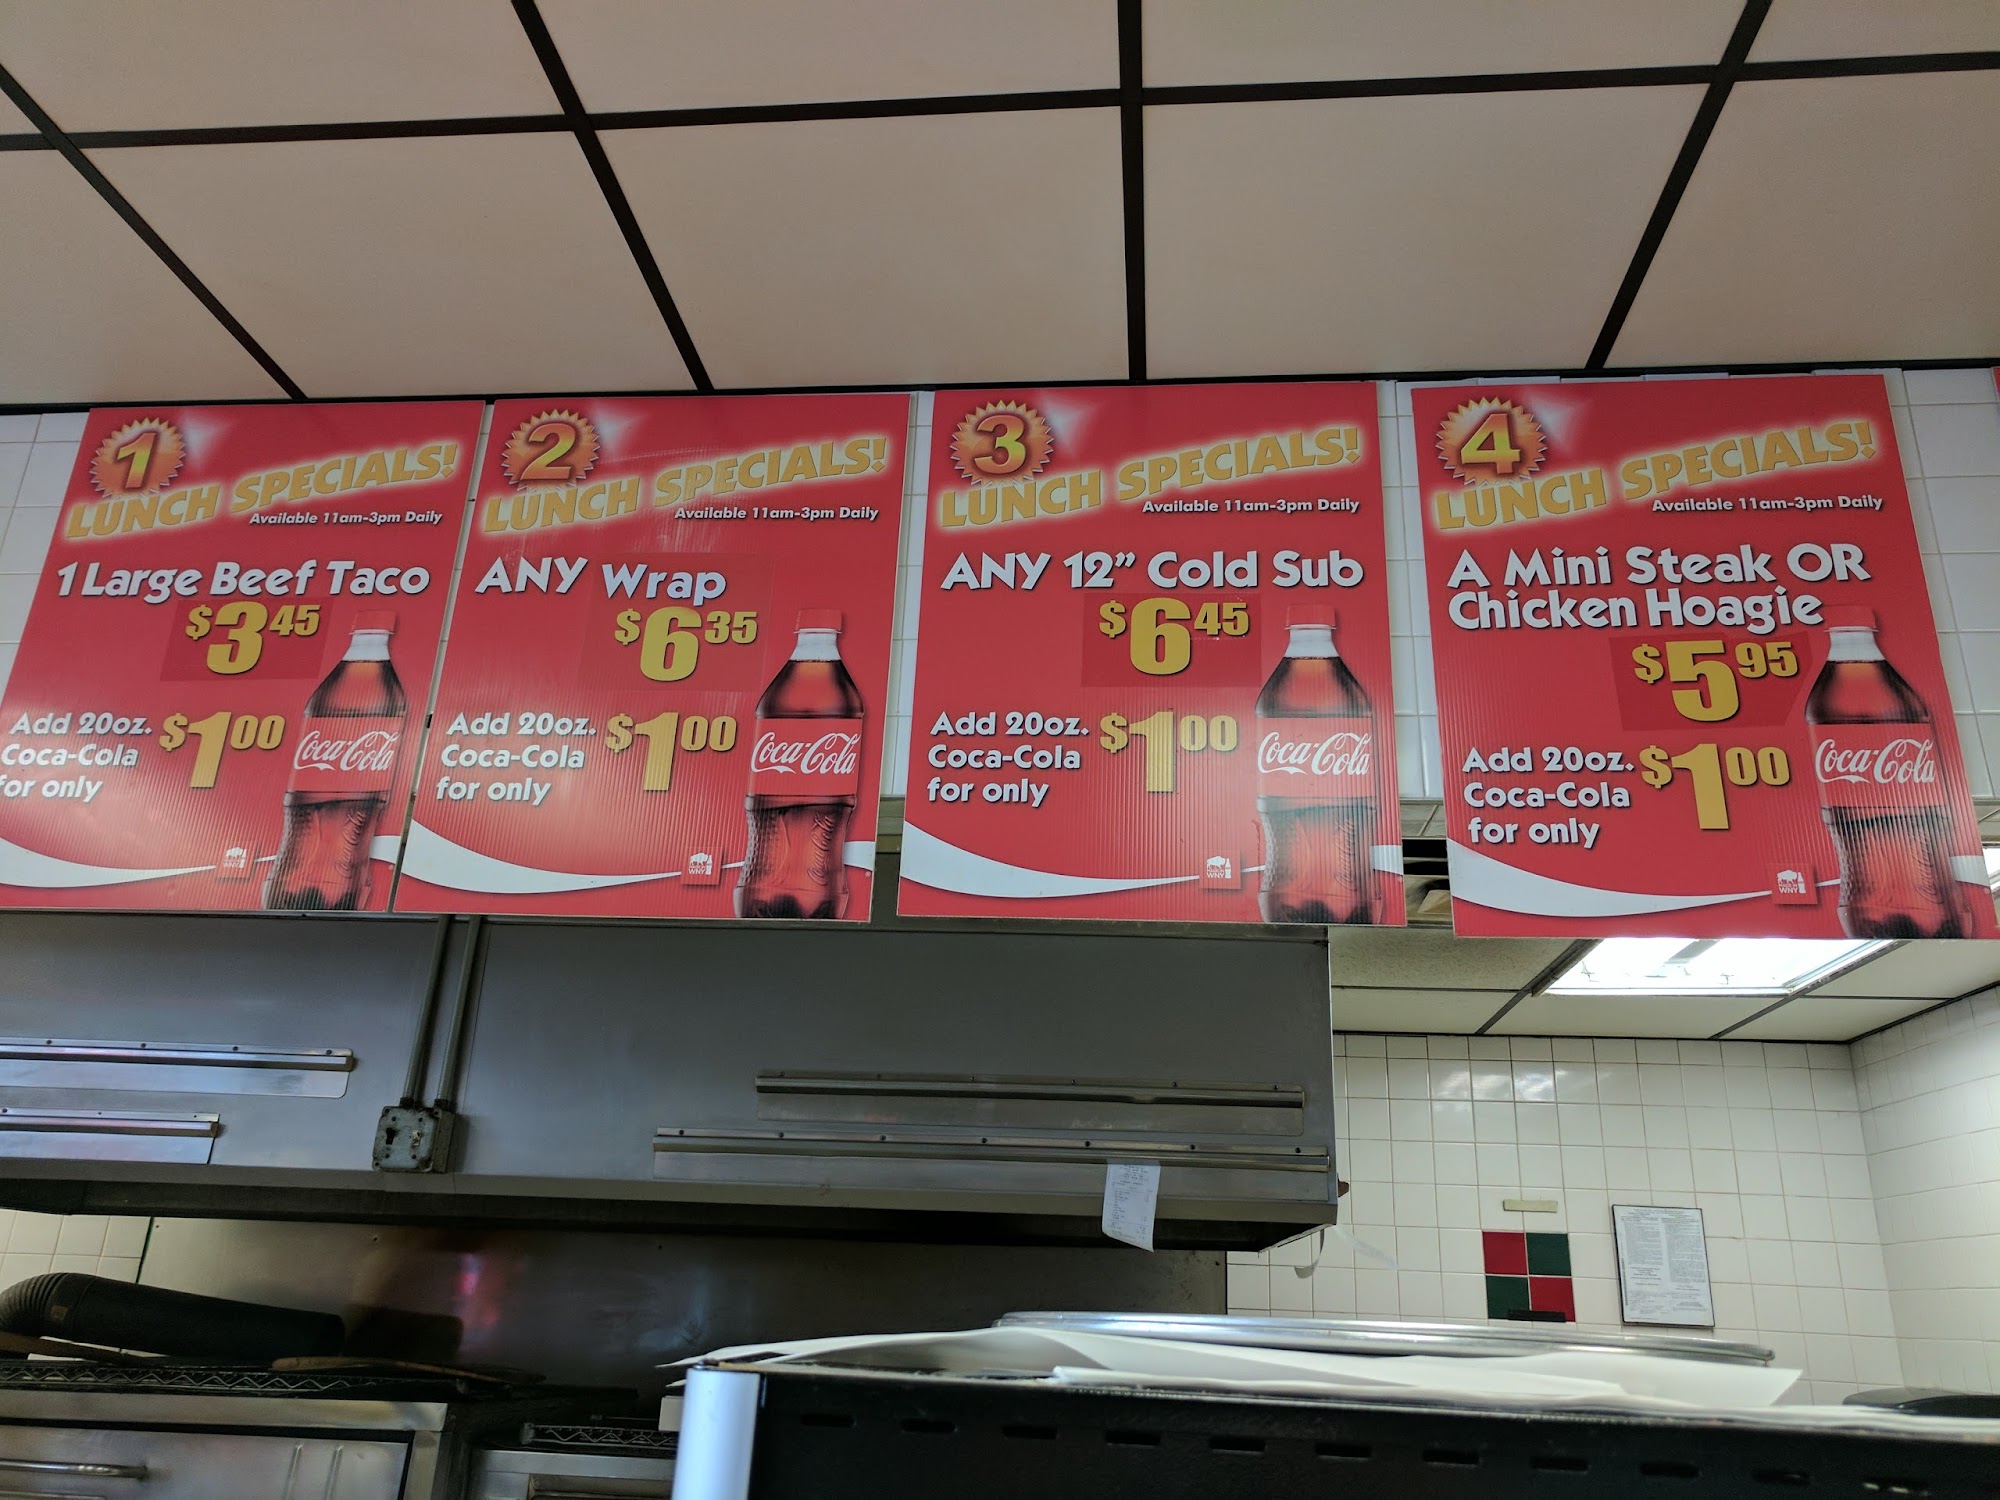 1
LUNCH SPECIALS!
Available 11am-3pm Daily
1 Large Beef Taco
$3.45
Add 20oz. $1.00
Coca-Cola
for only
Coca-Cola
WNY
2
LUNCH SPECIALS!
Available 11am-3pm Daily
ANY Wrap
$6.35
Add 20oz. $1.00
Coca-Cola
for only
Coca-Cola
WNY
3
LUNCH SPECIALS!
Available 11am-3pm Daily
ANY 12” Cold Sub
$6.45
Add 20oz. $1.00
Coca-Cola
for only
Coca-Cola
WNY
4
LUNCH SPECIALS!
Available 11am-3pm Daily
A Mini Steak OR
Chicken Hoagie
$5.95
Add 20oz. $1.00
Coca-Cola
for only
Coca-Cola
WNY